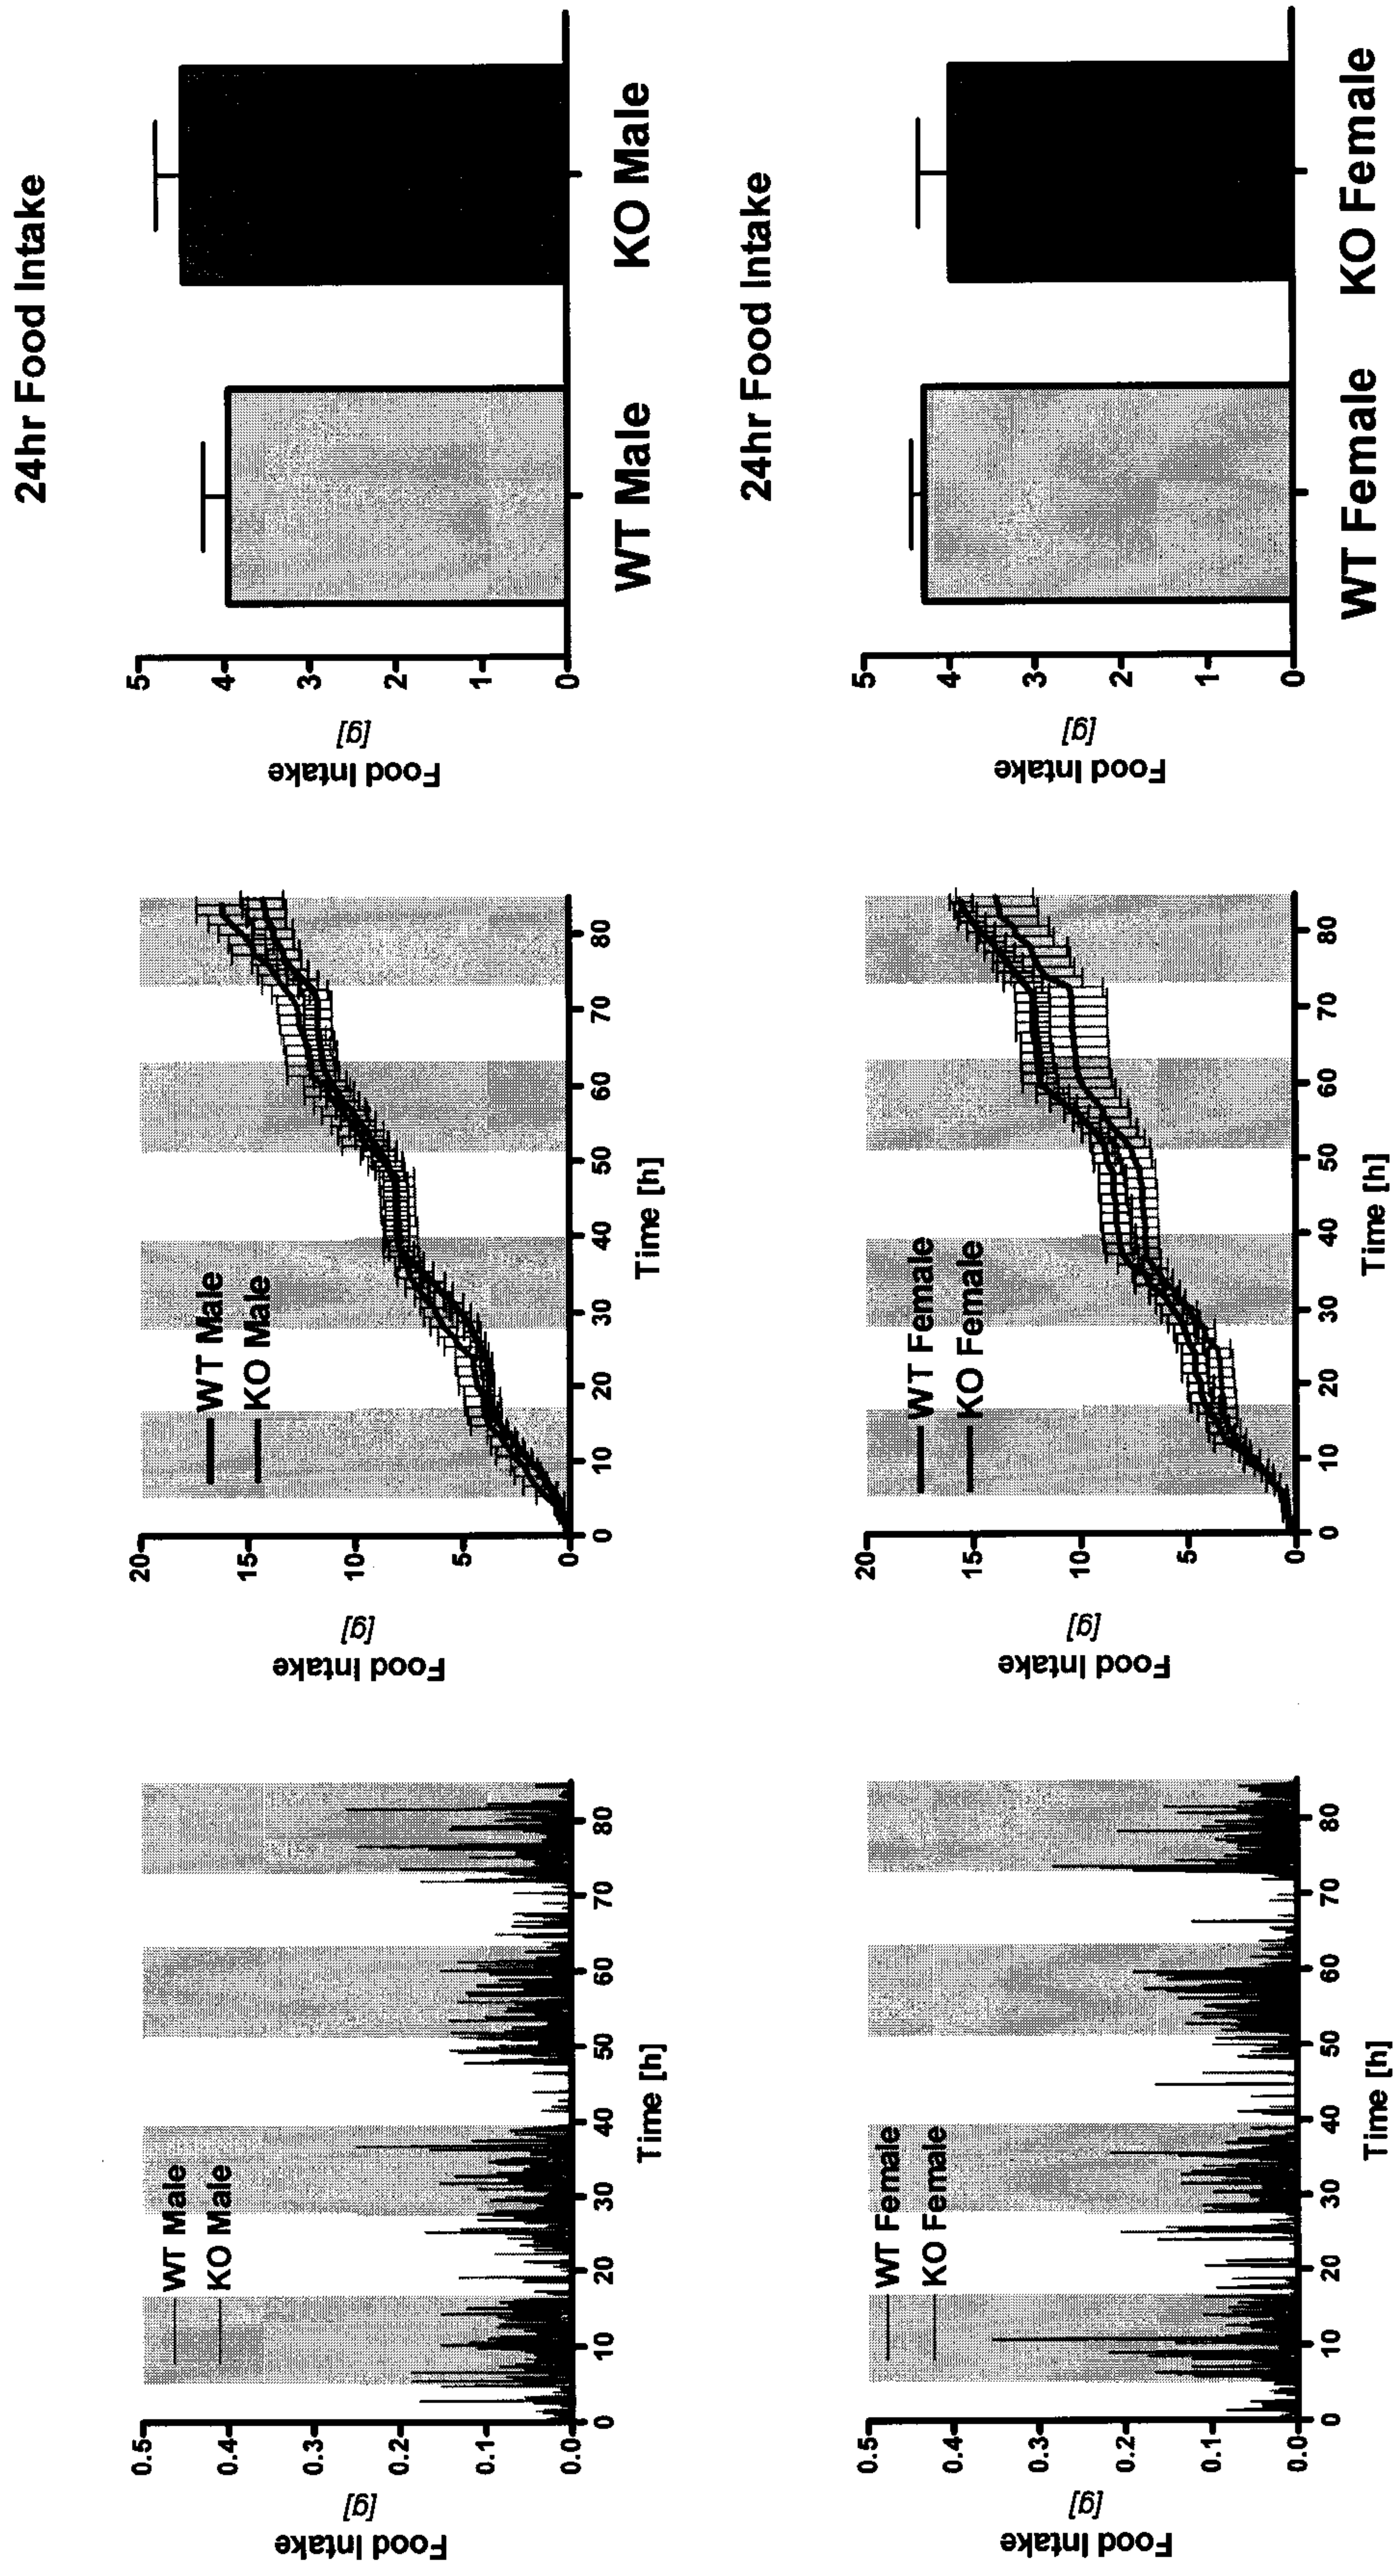 Food Intake
[g]
0.5
0.4
0.3
0.2
0.1
0.0
WT Male
KO Male
0 10 20 30 40 50 60 70 80
Time [h]
Food Intake
[g]
20
15
10
5
0
WT Male
KO Male
0 10 20 30 40 50 60 70 80
Time [h]
24hr Food Intake
Food Intake
[g]
5
4
3
2
1
0
WT Male KO Male
Food Intake
[g]
0.5
0.4
0.3
0.2
0.1
0.0
WT Female
KO Female
0 10 20 30 40 50 60 70 80
Time [h]
Food Intake
[g]
20
15
10
5
0
WT Female
KO Female
0 10 20 30 40 50 60 70 80
Time [h]
24hr Food Intake
Food Intake
[g]
5
4
3
2
1
0
WT Female KO Female